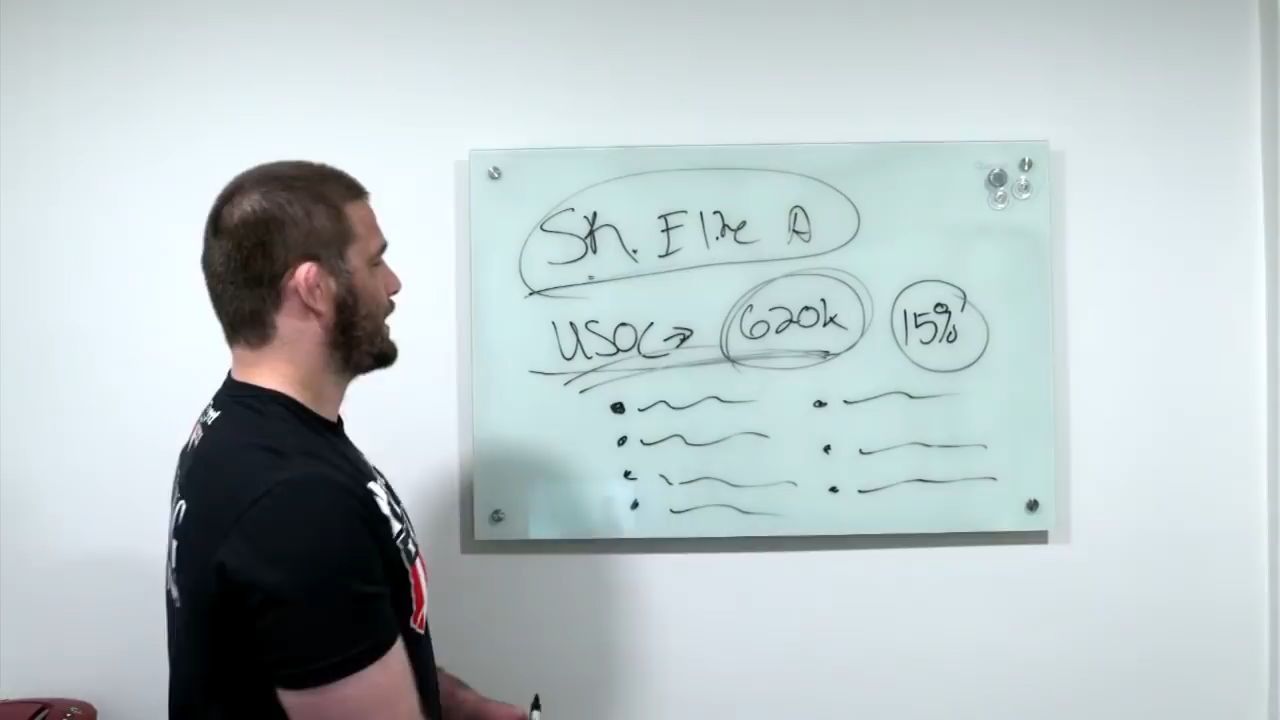 Sr. Elite A
USOC → 620k 15%